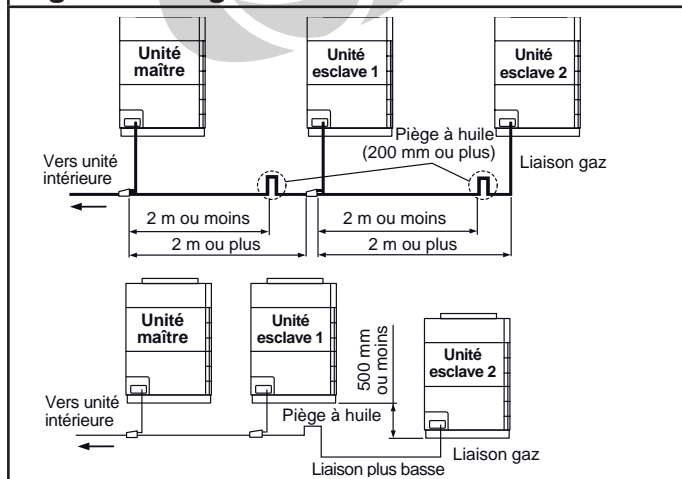 Unité
maître
Unité
esclave 1
Unité
esclave 2
Piège à huile
(200 mm ou plus)
Liaison gaz
Vers unité
intérieure
2 m ou moins
2 m ou moins
2 m ou plus
2 m ou plus
Unité
maître
Unité
esclave 1
500 mm
ou moins
Unité
esclave 2
Vers unité
intérieure
Piège à huile
Liaison gaz
Liaison plus basse